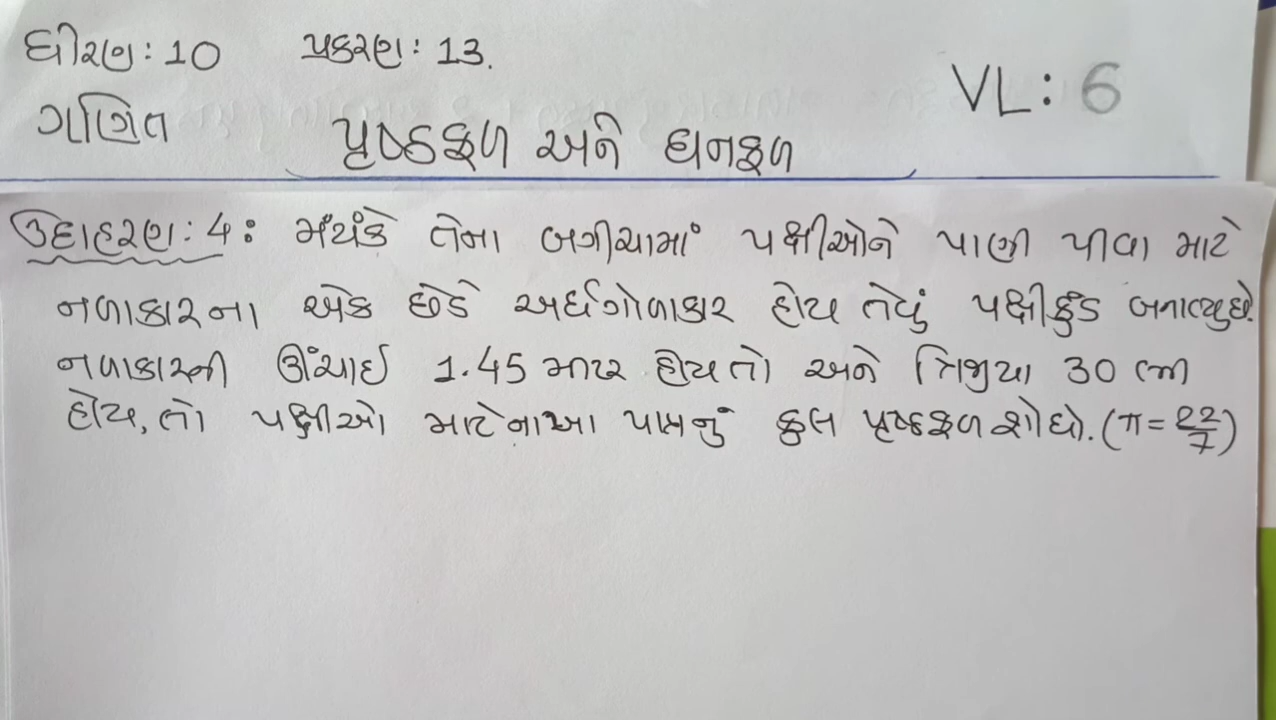 ધોરણ: 10 પ્રકરણ: 13.
VL: 6
ગણિત
પૃષ્ઠફળ અને ઘનફળ
ઉદાહરણ: 4: મયંકે તેના બગીચામાં પક્ષીઓને પાણી પીવા માટે
નળાકારના એક છેડે અર્ધગોળાકાર હોય તેવું પક્ષીકુંડ બનાવ્યુ છે.
નળાકારની ઊંચાઈ 1.45 મીટર હોય તો અને ત્રિજ્યા 30 cm
હોય, તો પક્ષીઓ માટેના આ પાત્રનું કુલ પૃષ્ઠફળ શોધો. (π = 22/7)